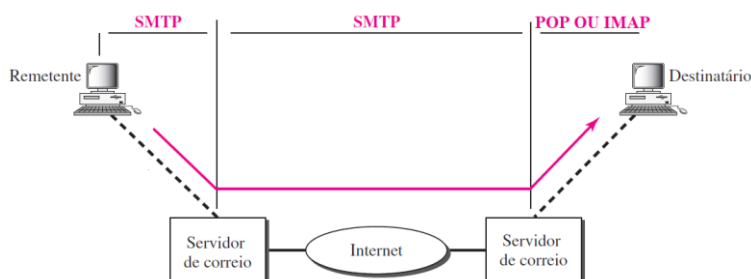 SMTP
SMTP
POP OU IMAP
Remetente
Destinatário
Servidor
de correio
Internet
Servidor
de correio